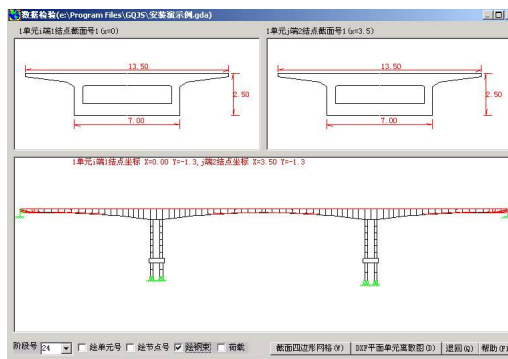 数据检验(e:\Program Files\GQJS\安装演示例.gda)
1单元i端1结点截面号1(x=0)
1单元j端2结点截面号1(x=3.5)
13.50
2.50
7.00
13.50
2.50
7.00
1单元i端1结点坐标 X=0.00 Y=-1.3, j端2结点坐标 X=3.50 Y=-1.3
阶段号 24 绘单元号 绘节点号 绘钢束 荷载 截面四边形网格(W) DXF平面单元离散图(D) 退回(Q) 帮助(F